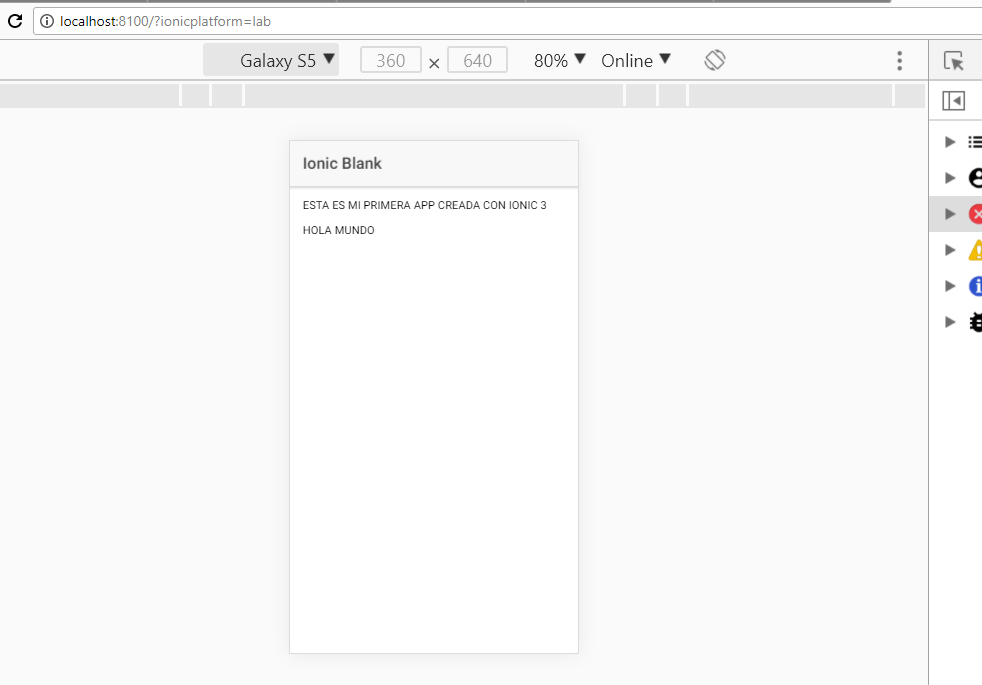 localhost:8100/?ionicplatform=lab
Galaxy S5 ▼ 360 × 640 80% ▼ Online ▼
Ionic Blank
ESTA ES MI PRIMERA APP CREADA CON IONIC 3
HOLA MUNDO